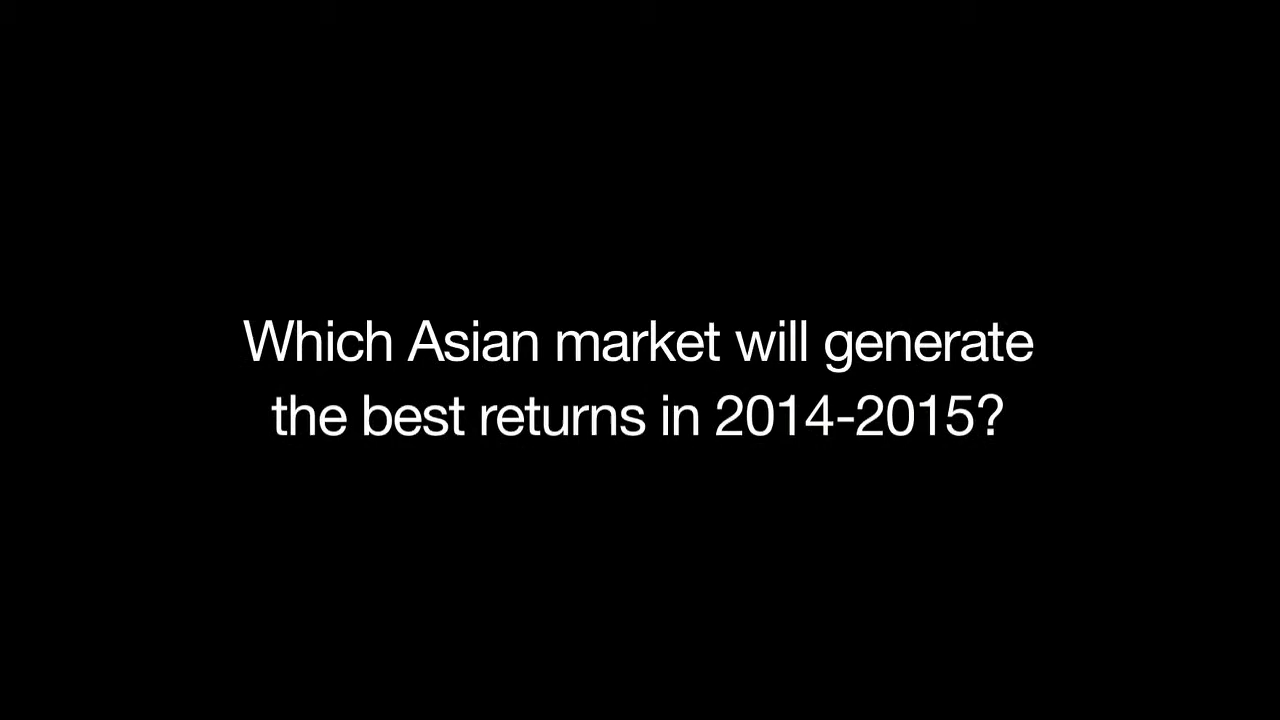 Which Asian market will generate
the best returns in 2014-2015?